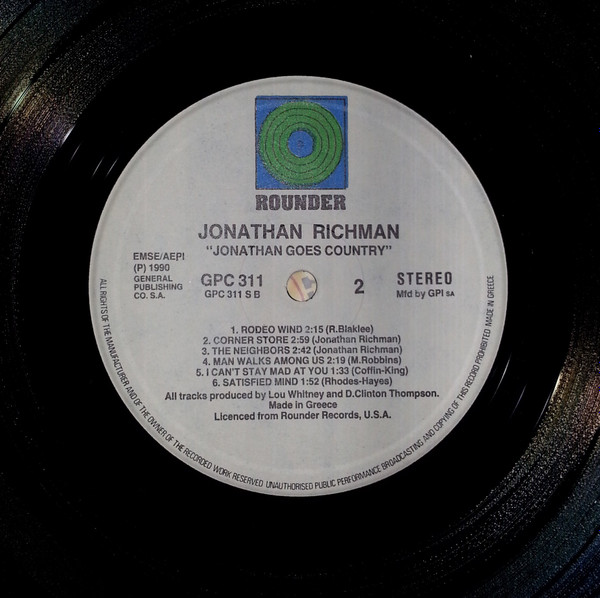 ROUNDER
JONATHAN RICHMAN
“JONATHAN GOES COUNTRY”
EMSE/AEPI
(P) 1990
GENERAL
PUBLISHING
CO. S.A.
GPC 311
GPC 311 S B
2
STEREO
Mfd by GPI SA
1. RODEO WIND 2:15 (R.Blaklee)
2. CORNER STORE 2:59 (Jonathan Richman)
3. THE NEIGHBORS 2:42 (Jonathan Richman)
4. MAN WALKS AMONG US 2:19 (M.Robbins)
5. I CAN'T STAY MAD AT YOU 1:33 (Coffin-King)
6. SATISFIED MIND 1:52 (Rhodes-Hayes)
All tracks produced by Lou Whitney and D.Clinton Thompson.
Made in Greece
Licenced from Rounder Records, U.S.A.
ALL RIGHTS OF THE MANUFACTURER AND OF THE OWNER OF THE RECORDED WORK RESERVED UNAUTHORISED PUBLIC PERFORMANCE BROADCASTING AND COPYING OF THIS RECORD PROHIBITED MADE IN GREECE